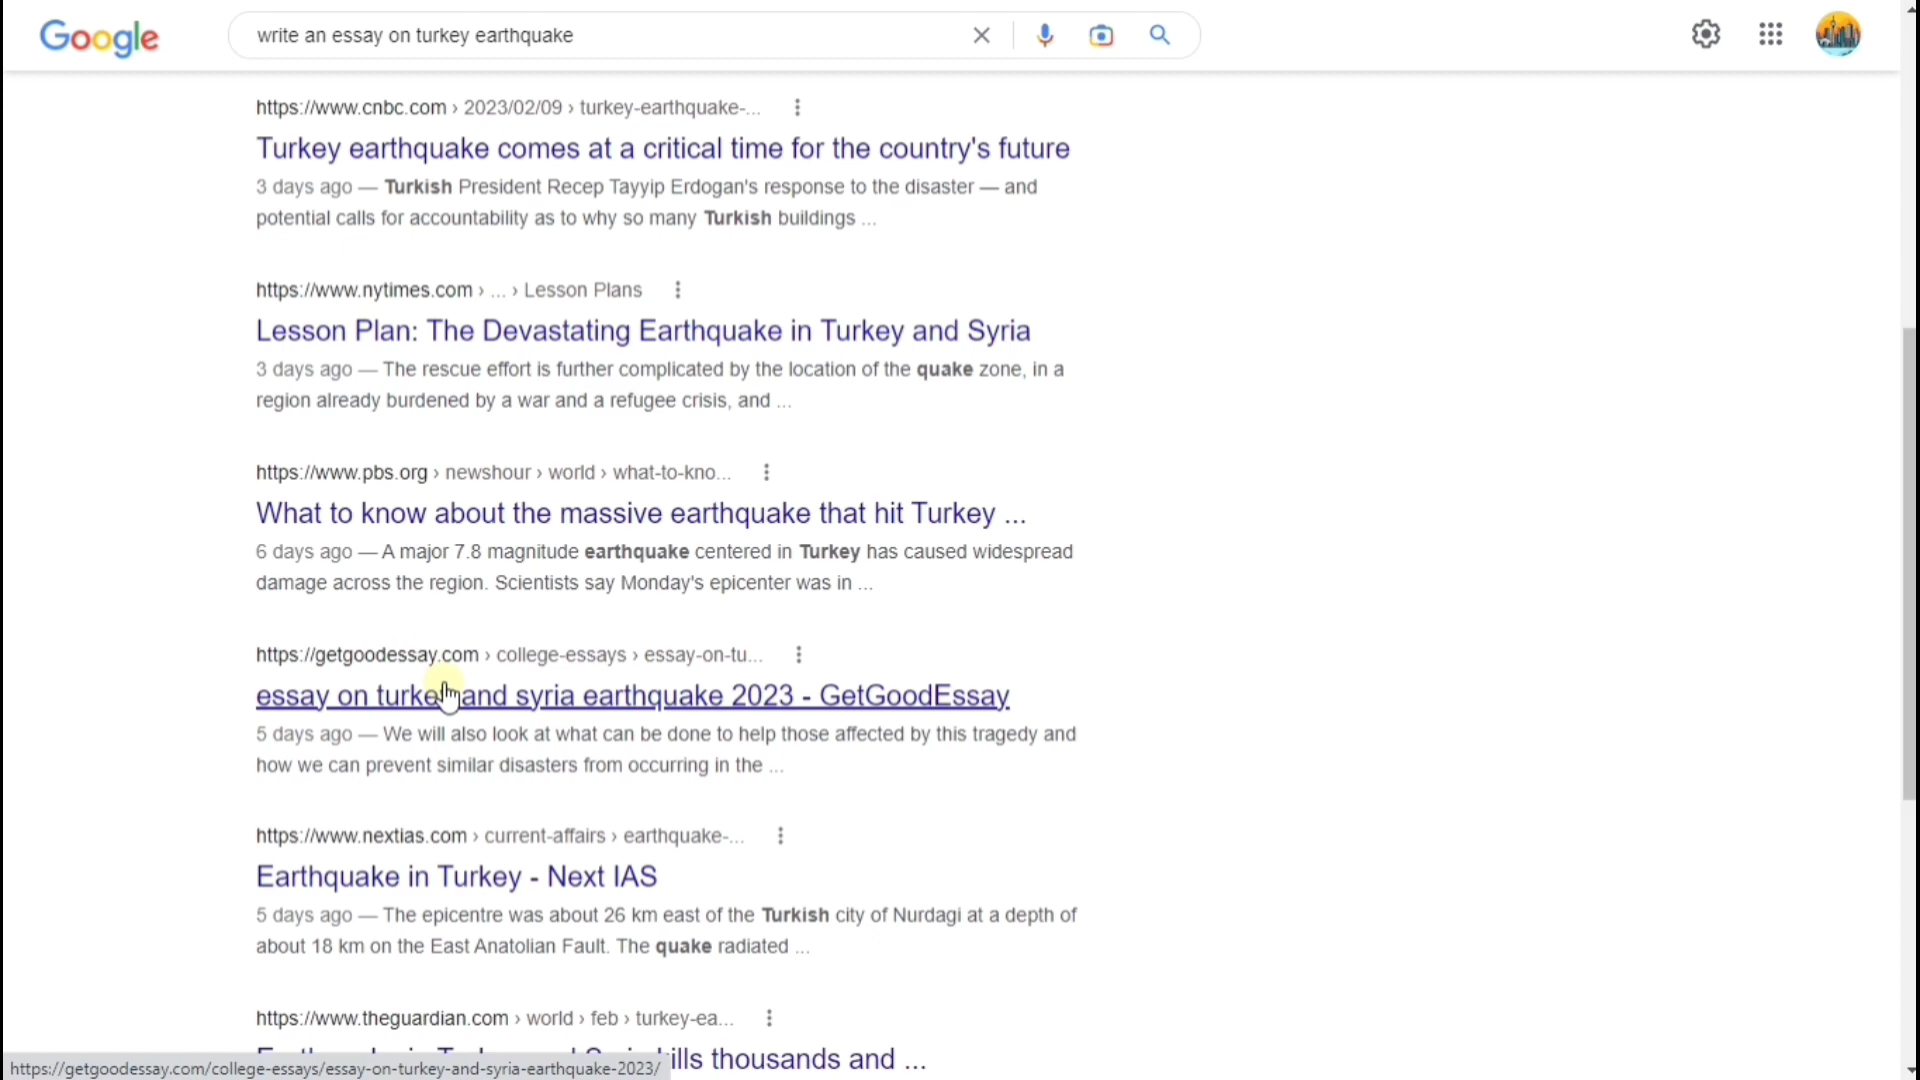 Google
write an essay on turkey earthquake
https://www.cnbc.com › 2023/02/09 › turkey-earthquake-...
Turkey earthquake comes at a critical time for the country's future
3 days ago — Turkish President Recep Tayyip Erdogan's response to the disaster — and
potential calls for accountability as to why so many Turkish buildings ...
https://www.nytimes.com › ... › Lesson Plans
Lesson Plan: The Devastating Earthquake in Turkey and Syria
3 days ago — The rescue effort is further complicated by the location of the quake zone, in a
region already burdened by a war and a refugee crisis, and ...
https://www.pbs.org › newshour › world › what-to-kno...
What to know about the massive earthquake that hit Turkey ...
6 days ago — A major 7.8 magnitude earthquake centered in Turkey has caused widespread
damage across the region. Scientists say Monday's epicenter was in ...
https://getgoodessay.com › college-essays › essay-on-tu...
essay on turkey and syria earthquake 2023 - GetGoodEssay
5 days ago — We will also look at what can be done to help those affected by this tragedy and
how we can prevent similar disasters from occurring in the ...
https://www.nextias.com › current-affairs › earthquake-...
Earthquake in Turkey - Next IAS
5 days ago — The epicentre was about 26 km east of the Turkish city of Nurdagi at a depth of
about 18 km on the East Anatolian Fault. The quake radiated ...
https://www.theguardian.com › world › feb › turkey-ea...
thousands and ...
https://getgoodessay.com/college-essays/essay-on-turkey-and-syria-earthquake-2023/